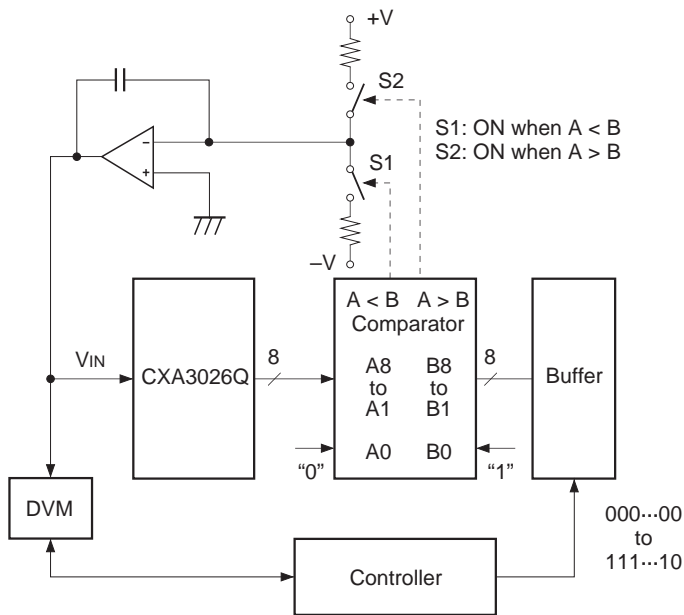 +V
S2
S1: ON when A < B
S2: ON when A > B
−
+
S1
–V
A < B A > B
Comparator
VIN
CXA3026Q
8
A8
to
A1
B8
to
B1
8
Buffer
A0
B0
“0”
“1”
DVM
Controller
000···00
to
111···10